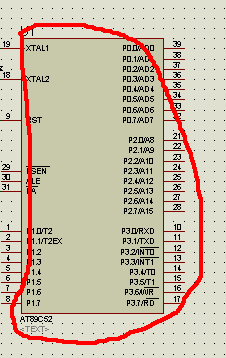 19 XTAL1 P0.0/AD0 39
P0.1/AD1 38
P0.2/AD2 37
18 XTAL2 P0.3/AD3 36
P0.4/AD4 35
P0.5/AD5 34
P0.6/AD6 33
9 RST P0.7/AD7 32
P2.0/A8 21
P2.1/A9 22
P2.2/A10 23
29 PSEN P2.3/A11 24
30 ALE P2.4/A12 25
31 EA P2.5/A13 26
P2.6/A14 27
P2.7/A15 28
1 P1.0/T2 P3.0/RXD 10
2 P1.1/T2EX P3.1/TXD 11
3 P1.2 P3.2/INT0 12
4 P1.3 P3.3/INT1 13
5 P1.4 P3.4/T0 14
6 P1.5 P3.5/T1 15
7 P1.6 P3.6/WR 16
8 P1.7 P3.7/RD 17
AT89C52
<TEXT>